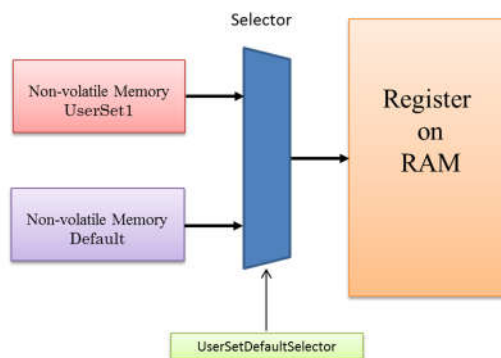 Selector
Non-volatile Memory
UserSet1
Register
on
RAM
Non-volatile Memory
Default
UserSetDefaultSelector